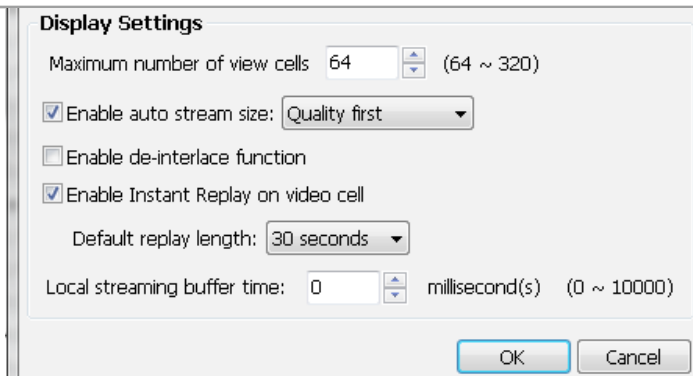 Display Settings
Maximum number of view cells 64 (64 ~ 320)
Enable auto stream size: Quality first
Enable de-interlace function
Enable Instant Replay on video cell
Default replay length: 30 seconds
Local streaming buffer time: 0 millisecond(s) (0 ~ 10000)
OK Cancel